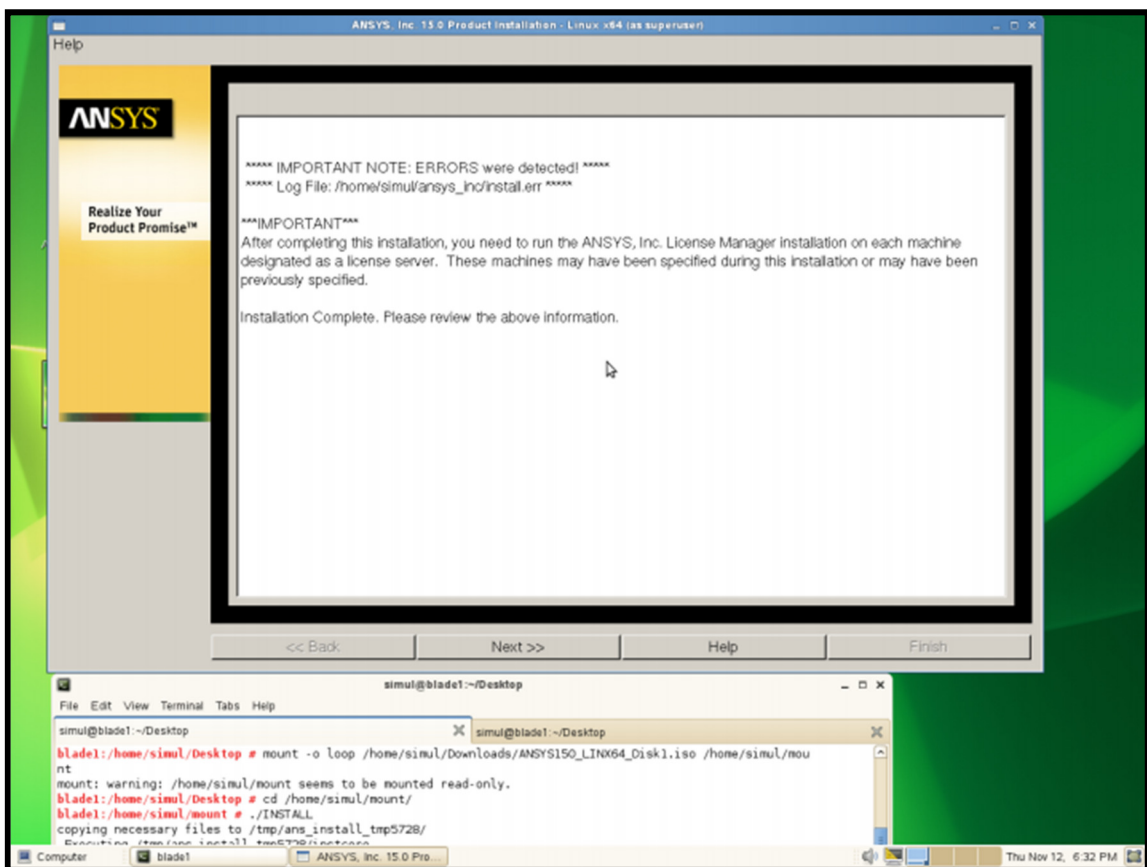 ANSYS, Inc. 15.0 Product Installation - Linux x64 (as superuser)
Help
ANSYS
Realize Your
Product Promise™
***** IMPORTANT NOTE: ERRORS were detected! *****
***** Log File: /home/simul/ansys_inc/install.err *****
***IMPORTANT***
After completing this installation, you need to run the ANSYS, Inc. License Manager installation on each machine
designated as a license server.  These machines may have been specified during this installation or may have been
previously specified.
Installation Complete. Please review the above information.
<< Back
Next >>
Help
Finish
simul@blade1:~/Desktop
File Edit View Terminal Tabs Help
simul@blade1:~/Desktop
simul@blade1:~/Desktop
blade1:/home/simul/Desktop # mount -o loop /home/simul/Downloads/ANSYS150_LINX64_Disk1.iso /home/simul/mou
nt
mount: warning: /home/simul/mount seems to be mounted read-only.
blade1:/home/simul/Desktop # cd /home/simul/mount/
blade1:/home/simul/mount # ./INSTALL
copying necessary files to /tmp/ans_install_tmp5728/
Executing /tmp/ans_install_tmp5728/instcore
Computer
blade1
ANSYS, Inc. 15.0 Pro...
Thu Nov 12, 6:32 PM